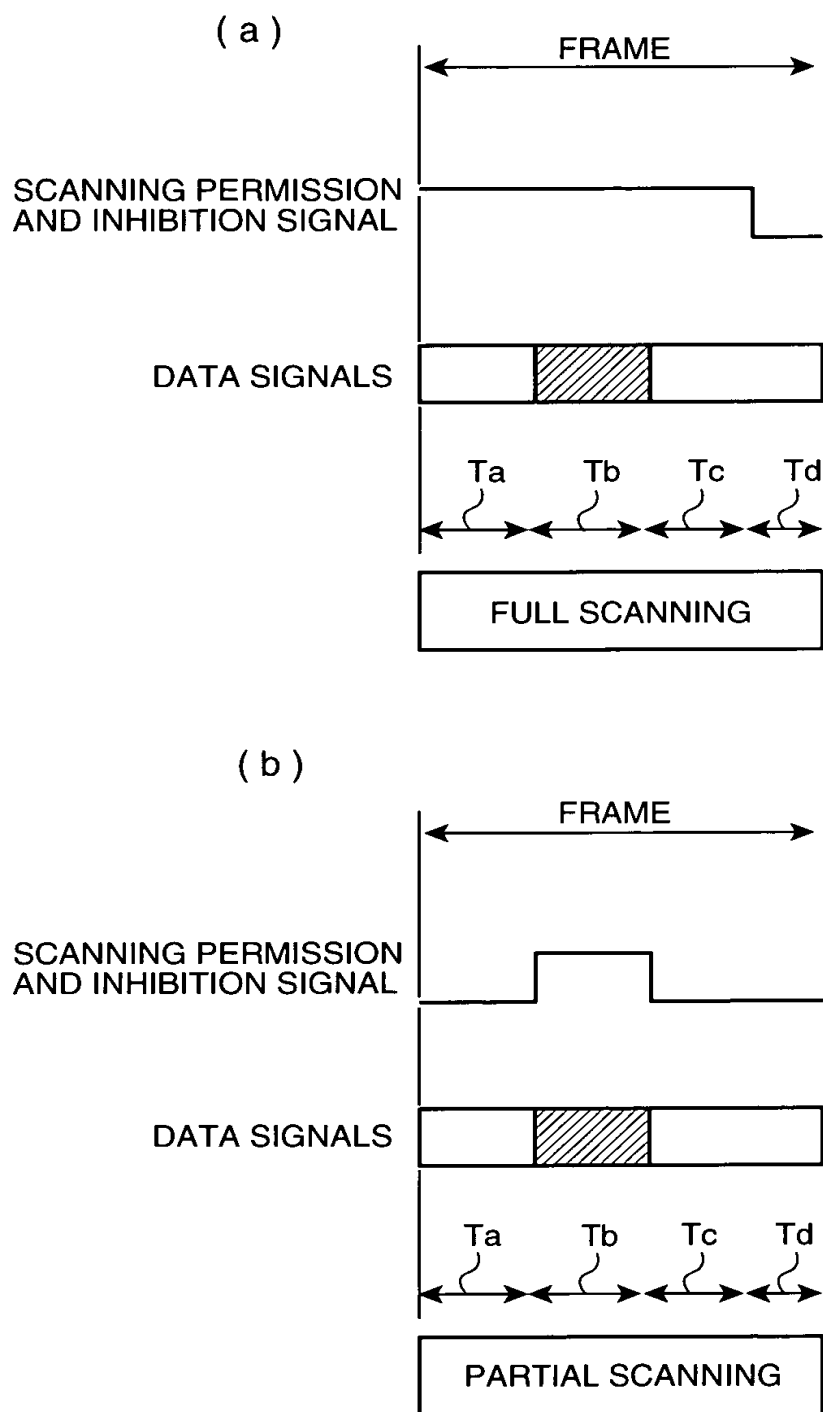 ( a )
FRAME
SCANNING PERMISSION
AND INHIBITION SIGNAL
DATA SIGNALS
Ta Tb Tc Td
FULL SCANNING
( b )
FRAME
SCANNING PERMISSION
AND INHIBITION SIGNAL
DATA SIGNALS
Ta Tb Tc Td
PARTIAL SCANNING